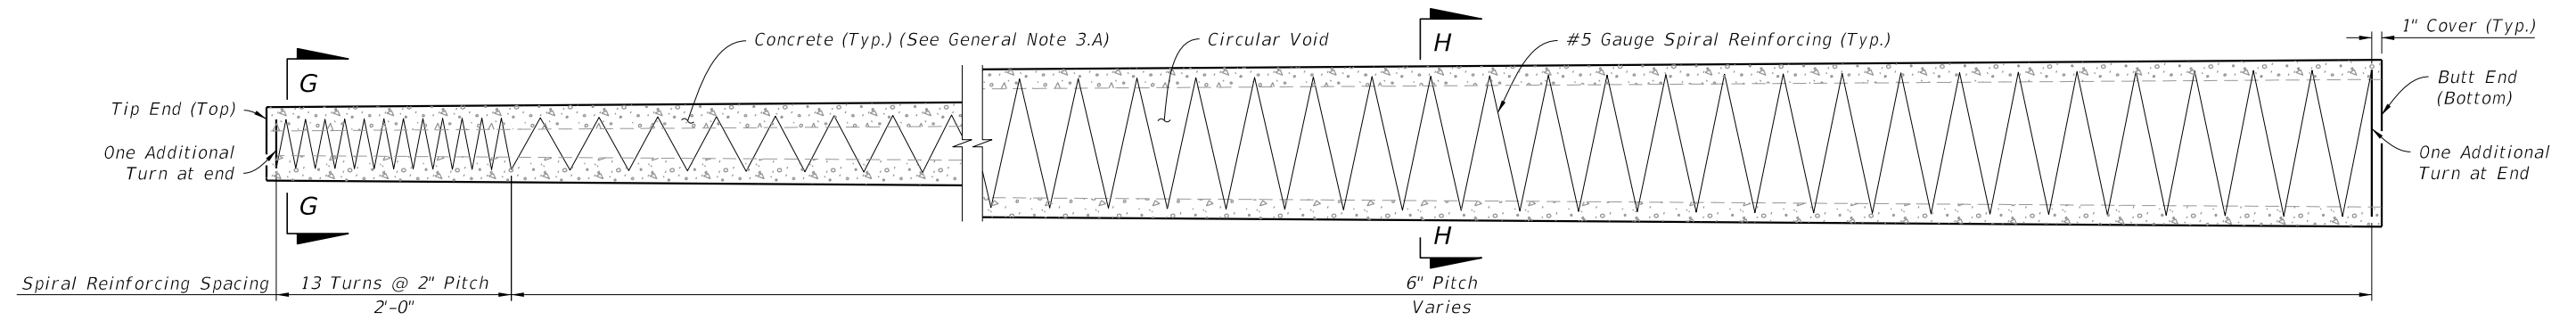 1" Cover (Typ.)
Concrete (Typ.) (See General Note 3.A)
Circular Void
H
#5 Gauge Spiral Reinforcing (Typ.)
G
Butt End
(Bottom)
Tip End (Top)
One Additional
Turn at end
One Additional
Turn at End
G
H
Spiral Reinforcing Spacing
13 Turns @ 2" Pitch
2'-0"
6" Pitch
Varies